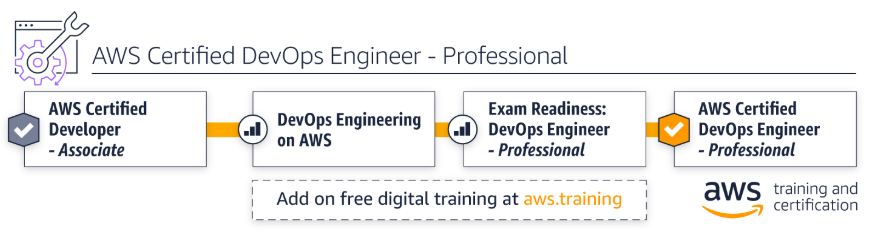 AWS Certified DevOps Engineer - Professional
AWS Certified
Developer
- Associate
DevOps Engineering
on AWS
Exam Readiness:
DevOps Engineer
- Professional
AWS Certified
DevOps Engineer
- Professional
Add on free digital training at aws.training
aws training and
certification